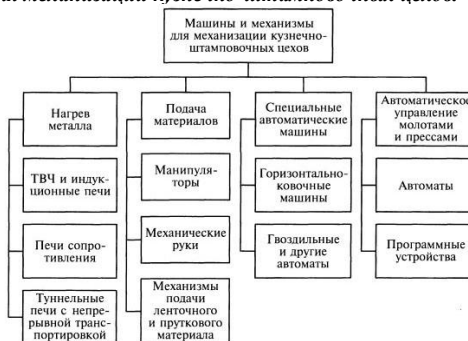 механизации кузнечно-штамповочных цехов
Машины и механизмы
для механизации кузнечно-
штамповочных цехов
Нагрев
металла
Подача
материалов
Специальные
автоматические
машины
Автоматическое
управление
молотами
и прессами
ТВЧ и индук-
ционные печи
Манипуля-
торы
Горизонтально-
ковочные
машины
Автоматы
Печи сопро-
тивления
Механические
руки
Гвоздильные
и другие
автоматы
Программные
устройства
Туннельные
печи с непре-
рывной транс-
портировкой
Механизмы
подачи
ленточного
и пруткового
материала